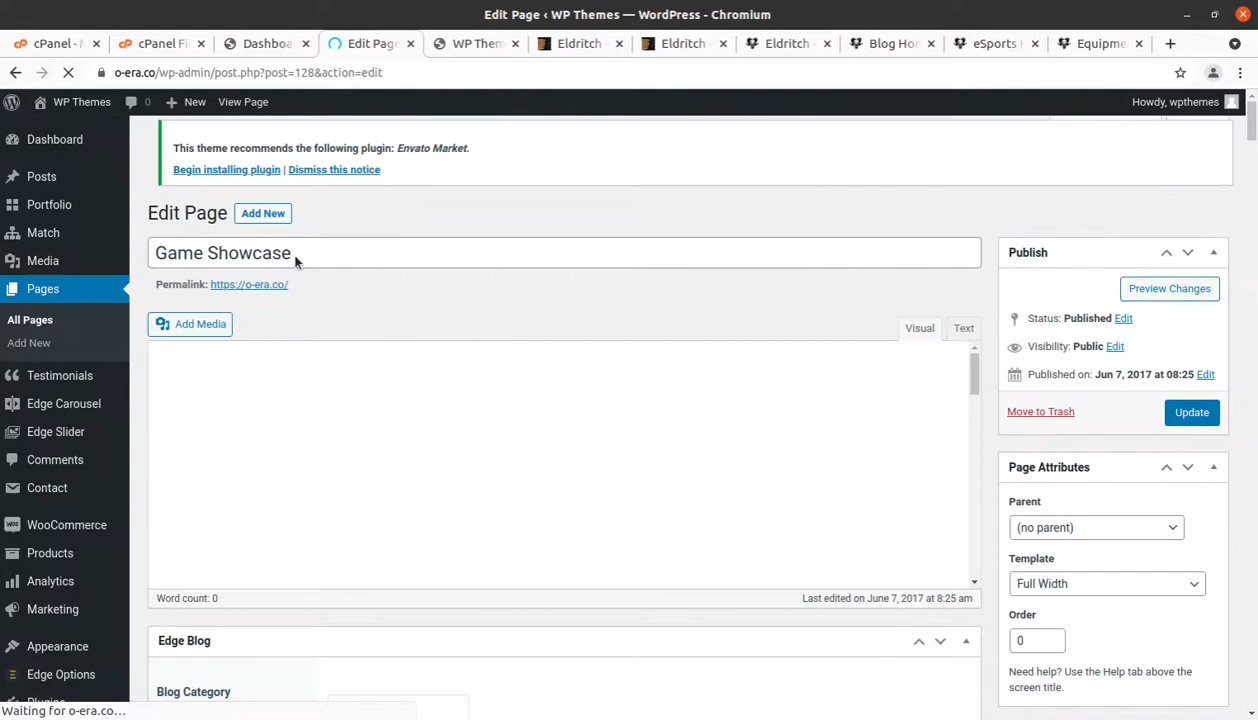 Edit Page ‹ WP Themes — WordPress - Chromium
cPanel - M
cPanel Fi
Dashboa
Edit Page
WP Them
Eldritch –
Eldritch –
Eldritch –
Blog Hom
eSports
Equipme
o-era.co/wp-admin/post.php?post=128&action=edit
WP Themes
0
New
View Page
Howdy, wpthemes
Dashboard
Posts
Portfolio
Match
Media
Pages
All Pages
Add New
Testimonials
Edge Carousel
Edge Slider
Comments
Contact
WooCommerce
Products
Analytics
Marketing
Appearance
Edge Options
Waiting for o-era.co...
This theme recommends the following plugin: Envato Market.
Begin installing plugin | Dismiss this notice
Edit Page
Add New
Game Showcase
Permalink: https://o-era.co/
Add Media
Visual
Text
Word count: 0
Last edited on June 7, 2017 at 8:25 am
Edge Blog
Blog Category
Publish
Preview Changes
Status: Published Edit
Visibility: Public Edit
Published on: Jun 7, 2017 at 08:25 Edit
Move to Trash
Update
Page Attributes
Parent
(no parent)
Template
Full Width
Order
0
Need help? Use the Help tab above the
screen title.